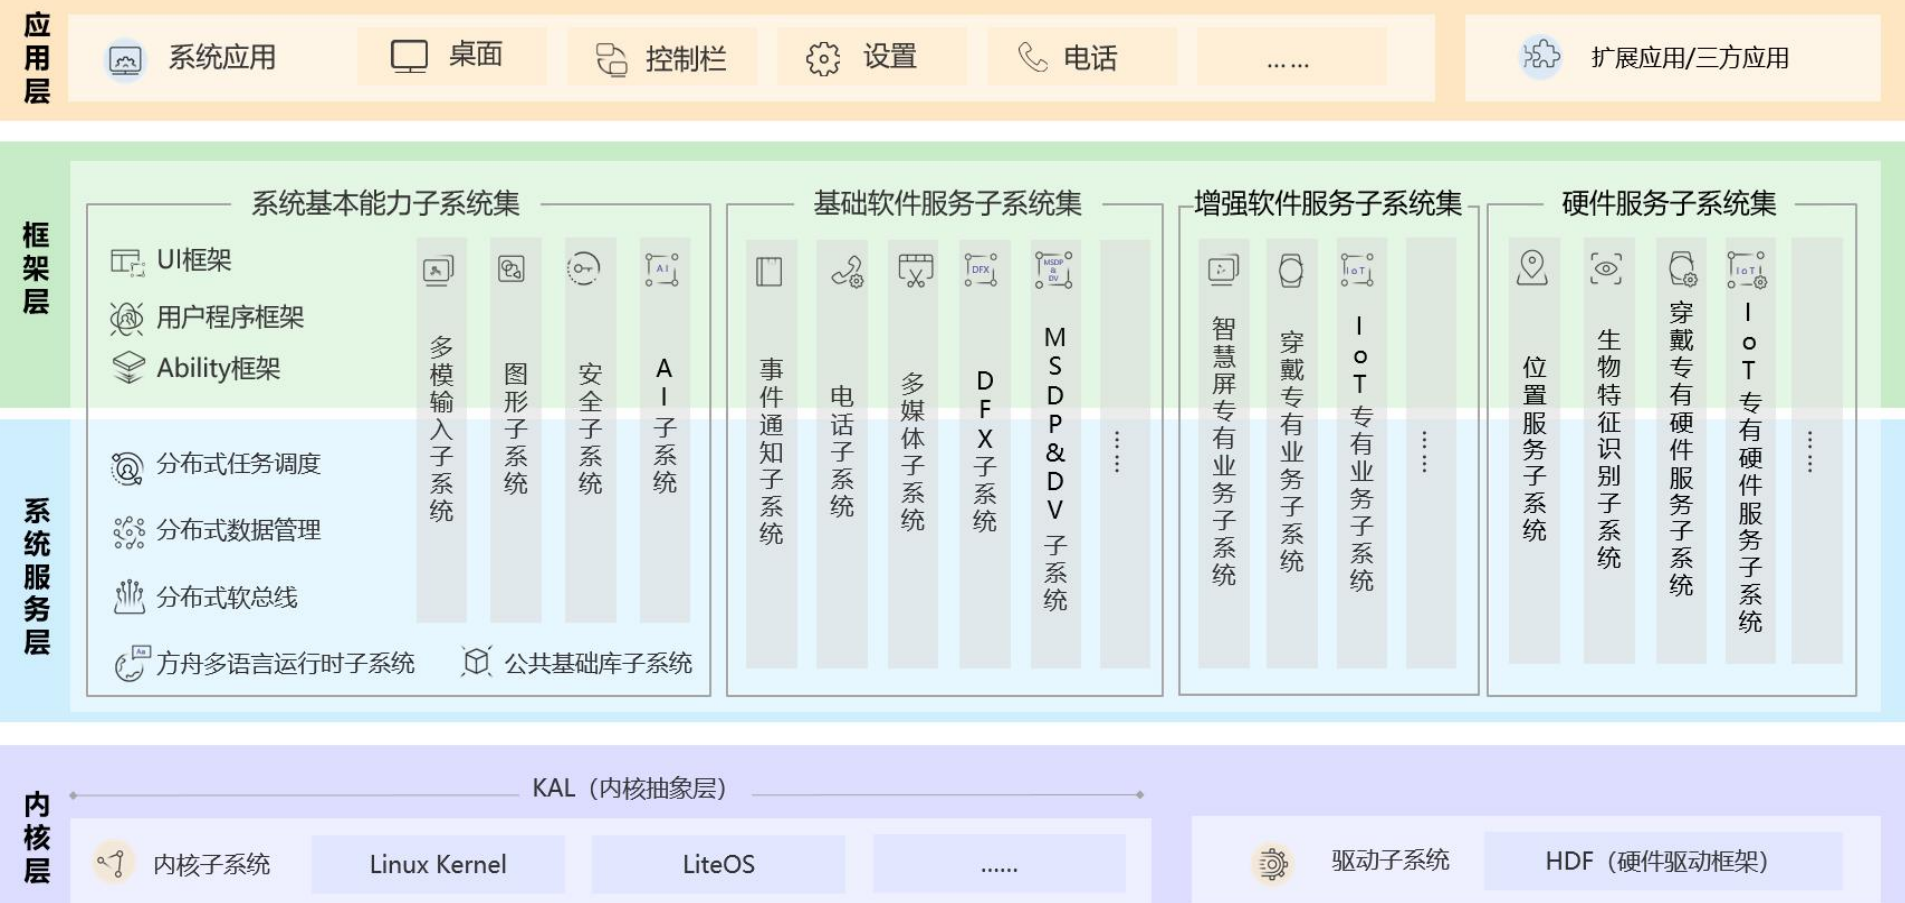 应用层
系统应用
桌面
控制栏
设置
电话
... ...
扩展应用/三方应用
框架层
系统基本能力子系统集
UI框架
用户程序框架
Ability框架
多模输入子系统
图形子系统
安全子系统
AI
AI子系统
基础软件服务子系统集
事件通知子系统
电话子系统
多媒体子系统
DFX
DFX子系统
MSDP
&
DV
MSDP&DV子系统
......
增强软件服务子系统集
智慧屏专有业务子系统
穿戴专有业务子系统
IoT
IoT专有业务子系统
......
硬件服务子系统集
位置服务子系统
生物特征识别子系统
穿戴专有硬件服务子系统
IoT
IoT专有硬件服务子系统
......
系统服务层
分布式任务调度
分布式数据管理
分布式软总线
Aa
方舟多语言运行时子系统
公共基础库子系统
内核层
KAL（内核抽象层）
内核子系统
Linux Kernel
LiteOS
......
驱动子系统
HDF（硬件驱动框架）